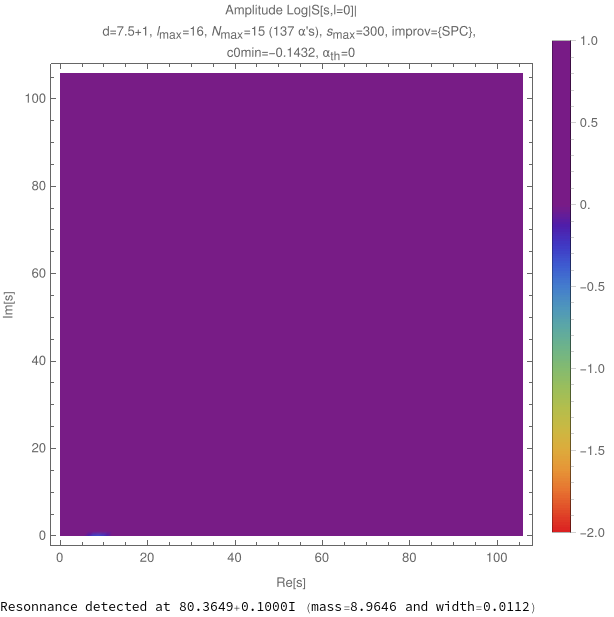 Amplitude Log|S[s,l=0]|
d=7.5+1, lmax=16, Nmax=15 (137 α's), smax=300, improv={SPC},
c0min=−0.1432, αth=0
1.0
0.5
0.
−0.5
−1.0
−1.5
−2.0
100
80
60
40
20
0
Im[s]
0 20 40 60 80 100
Re[s]
Resonnance detected at 80.3649+0.1000I (mass=8.9646 and width=0.0112)